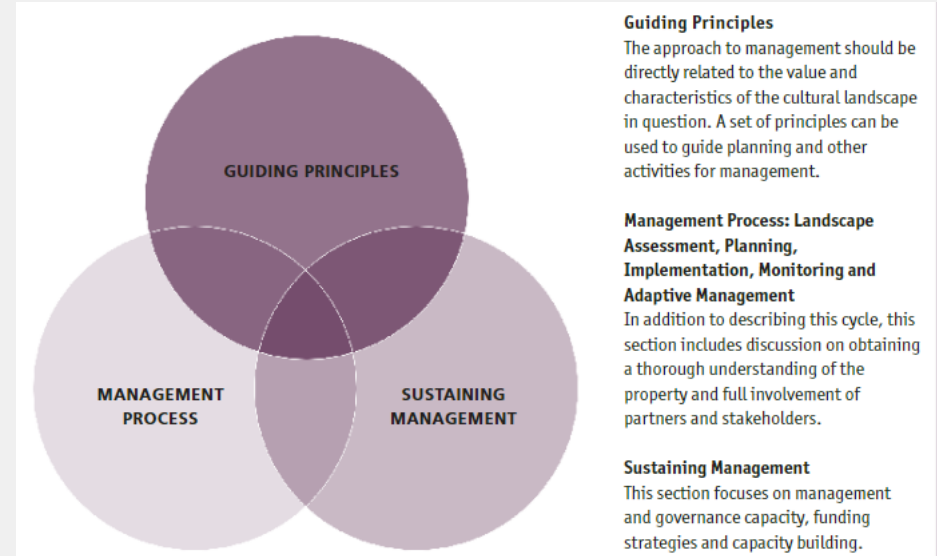 GUIDING PRINCIPLES
MANAGEMENT
PROCESS
SUSTAINING
MANAGEMENT
Guiding Principles
The approach to management should be
directly related to the value and
characteristics of the cultural landscape
in question. A set of principles can be
used to guide planning and other
activities for management.
Management Process: Landscape
Assessment, Planning,
Implementation, Monitoring and
Adaptive Management
In addition to describing this cycle, this
section includes discussion on obtaining
a thorough understanding of the
property and full involvement of
partners and stakeholders.
Sustaining Management
This section focuses on management
and governance capacity, funding
strategies and capacity building.